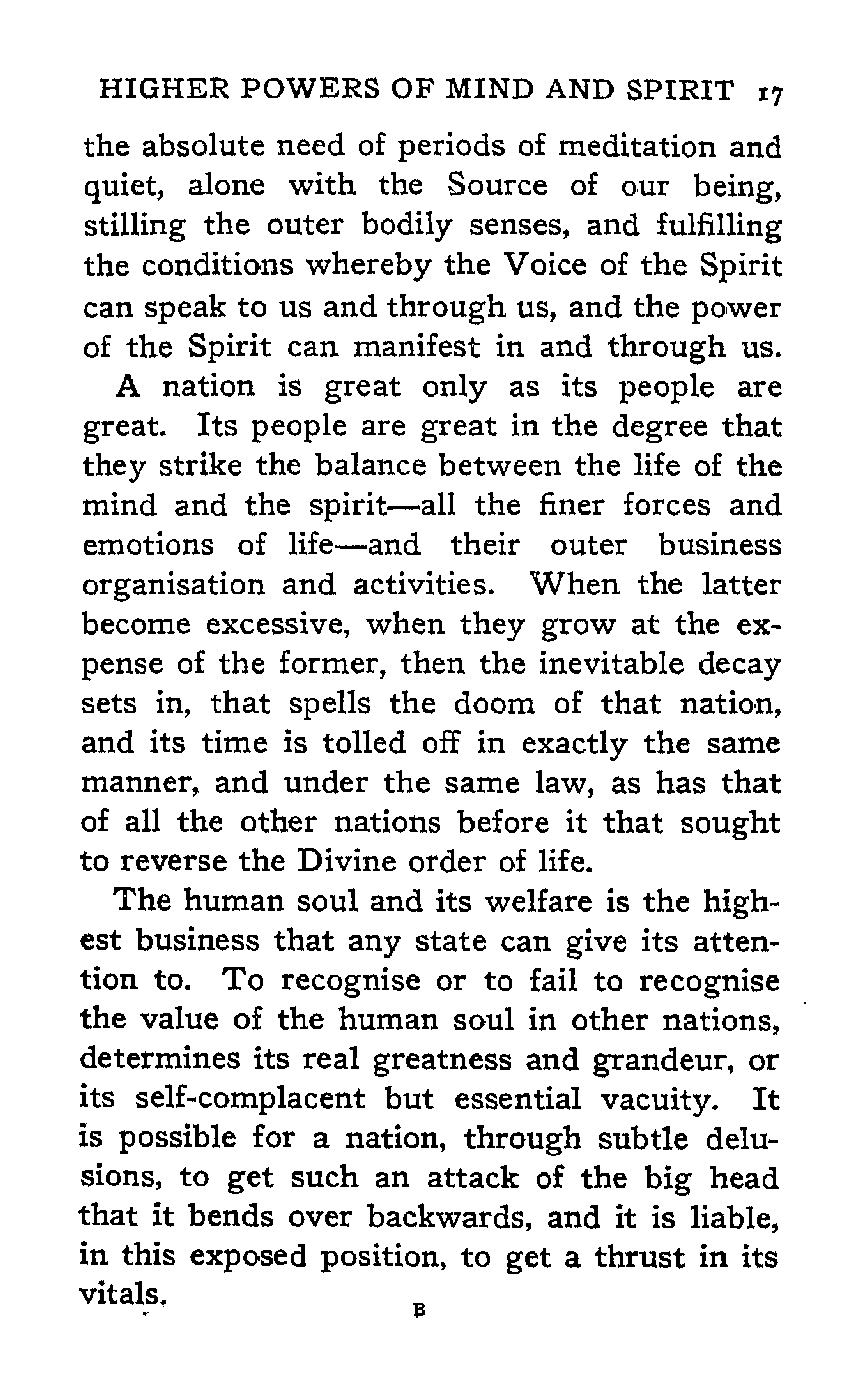 HIGHER POWERS OF MIND AND SPIRIT 17
the absolute need of periods of meditation and
quiet, alone with the Source of our being,
stilling the outer bodily senses, and fulfilling
the conditions whereby the Voice of the Spirit
can speak to us and through us, and the power
of the Spirit can manifest in and through us.
A nation is great only as its people are
great. Its people are great in the degree that
they strike the balance between the life of the
mind and the spirit—all the finer forces and
emotions of life—and their outer business
organisation and activities. When the latter
become excessive, when they grow at the ex-
pense of the former, then the inevitable decay
sets in, that spells the doom of that nation,
and its time is tolled off in exactly the same
manner, and under the same law, as has that
of all the other nations before it that sought
to reverse the Divine order of life.
The human soul and its welfare is the high-
est business that any state can give its atten-
tion to. To recognise or to fail to recognise
the value of the human soul in other nations,
determines its real greatness and grandeur, or
its self-complacent but essential vacuity. It
is possible for a nation, through subtle delu-
sions, to get such an attack of the big head
that it bends over backwards, and it is liable,
in this exposed position, to get a thrust in its
vitals.
B